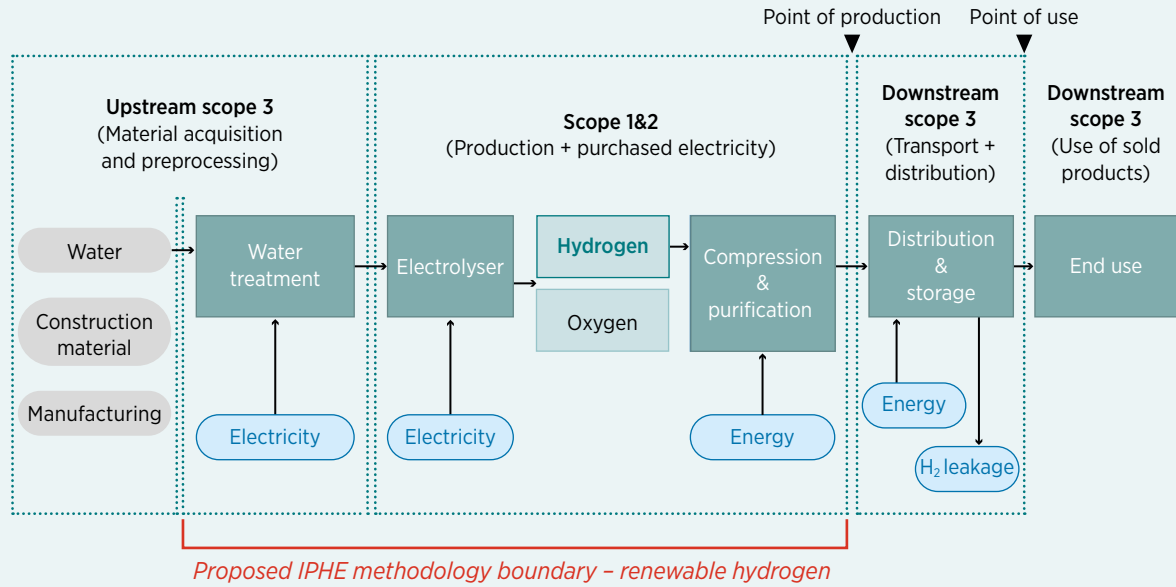 Point of production
Point of use
Upstream scope 3
(Material acquisition
and preprocessing)
Scope 1&2
(Production + purchased electricity)
Downstream
scope 3
(Transport +
distribution)
Downstream
scope 3
(Use of sold
products)
Water
Construction
material
Manufacturing
Water
treatment
Electricity
Electrolyser
Electricity
Hydrogen
Oxygen
Compression
&
purification
Energy
Distribution
&
storage
Energy
H₂ leakage
End use
Proposed IPHE methodology boundary – renewable hydrogen